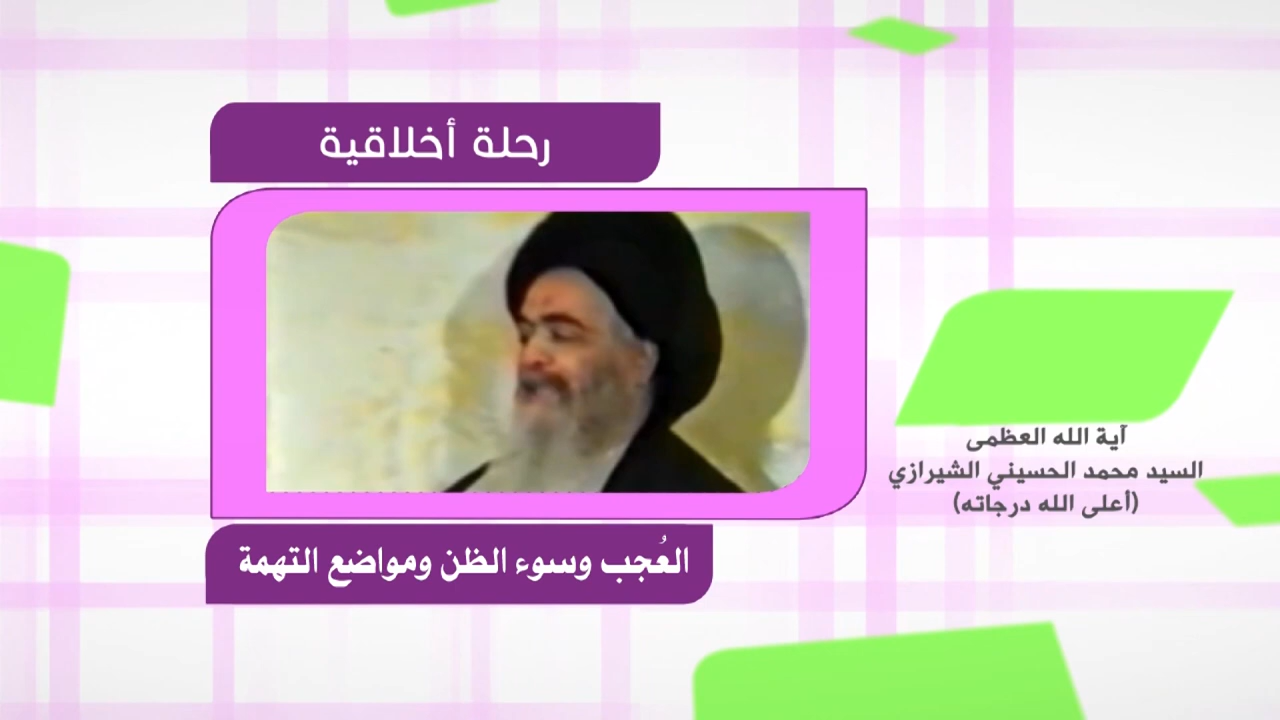 رحلة أخلاقية
آية الله العظمى
السيد محمد الحسيني الشيرازي
(أعلى الله درجاته)
العُجب وسوء الظن ومواضع التهمة